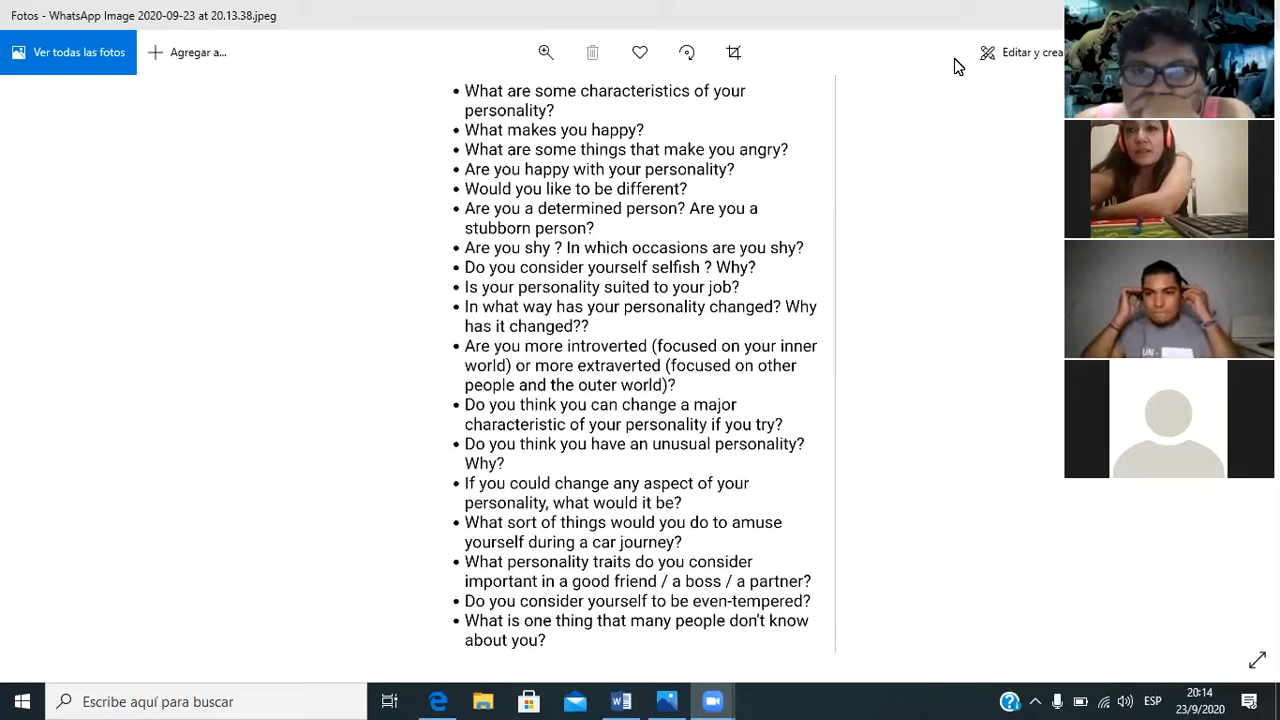 Fotos - WhatsApp Image 2020-09-23 at 20.13.38.jpeg
Ver todas las fotos
Agregar a...
Editar y crea
• What are some characteristics of your
personality?
• What makes you happy?
• What are some things that make you angry?
• Are you happy with your personality?
• Would you like to be different?
• Are you a determined person? Are you a
stubborn person?
• Are you shy ? In which occasions are you shy?
• Do you consider yourself selfish ? Why?
• Is your personality suited to your job?
• In what way has your personality changed? Why
has it changed??
• Are you more introverted (focused on your inner
world) or more extraverted (focused on other
people and the outer world)?
• Do you think you can change a major
characteristic of your personality if you try?
• Do you think you have an unusual personality?
Why?
• If you could change any aspect of your
personality, what would it be?
• What sort of things would you do to amuse
yourself during a car journey?
• What personality traits do you consider
important in a good friend / a boss / a partner?
• Do you consider yourself to be even-tempered?
• What is one thing that many people don't know
about you?
UN
Escribe aquí para buscar
ESP
20:14
23/9/2020